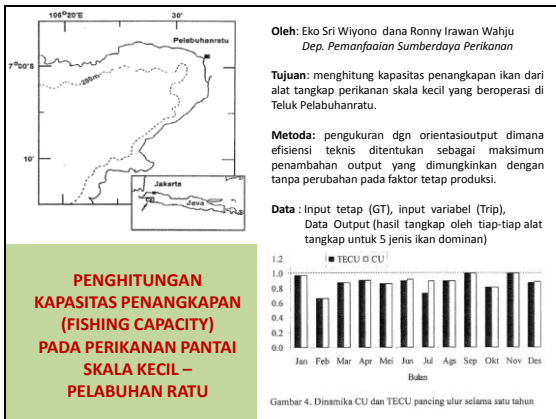 106°20'E
30'
Pelabuhanratu
7°00'S
200m
10'
Jakarta
Java
PENGHITUNGAN
KAPASITAS PENANGKAPAN
(FISHING CAPACITY)
PADA PERIKANAN PANTAI
SKALA KECIL –
PELABUHAN RATU
Oleh: Eko Sri Wiyono dana Ronny Irawan Wahju
Dep. Pemanfaaian Sumberdaya Perikanan
Tujuan: menghitung kapasitas penangkapan ikan dari
alat tangkap perikanan skala kecil yang beroperasi di
Teluk Pelabuhanratu.
Metoda: pengukuran dgn orientasioutput dimana
efisiensi teknis ditentukan sebagai maksimum
penambahan output yang dimungkinkan dengan
tanpa perubahan pada faktor tetap produksi.
Data : Input tetap (GT), input variabel (Trip),
Data Output (hasil tangkap oleh tiap-tiap alat
tangkap untuk 5 jenis ikan dominan)
TECU CU
1.2
1.0
0.8
0.6
0.4
0.2
0.0
Jan Feb Mar Apr Mei Jun Jul Ags Sep Okt Nov Des
Bulan
Gambar 4. Dinamika CU dan TECU pancing ulur selama satu tahun